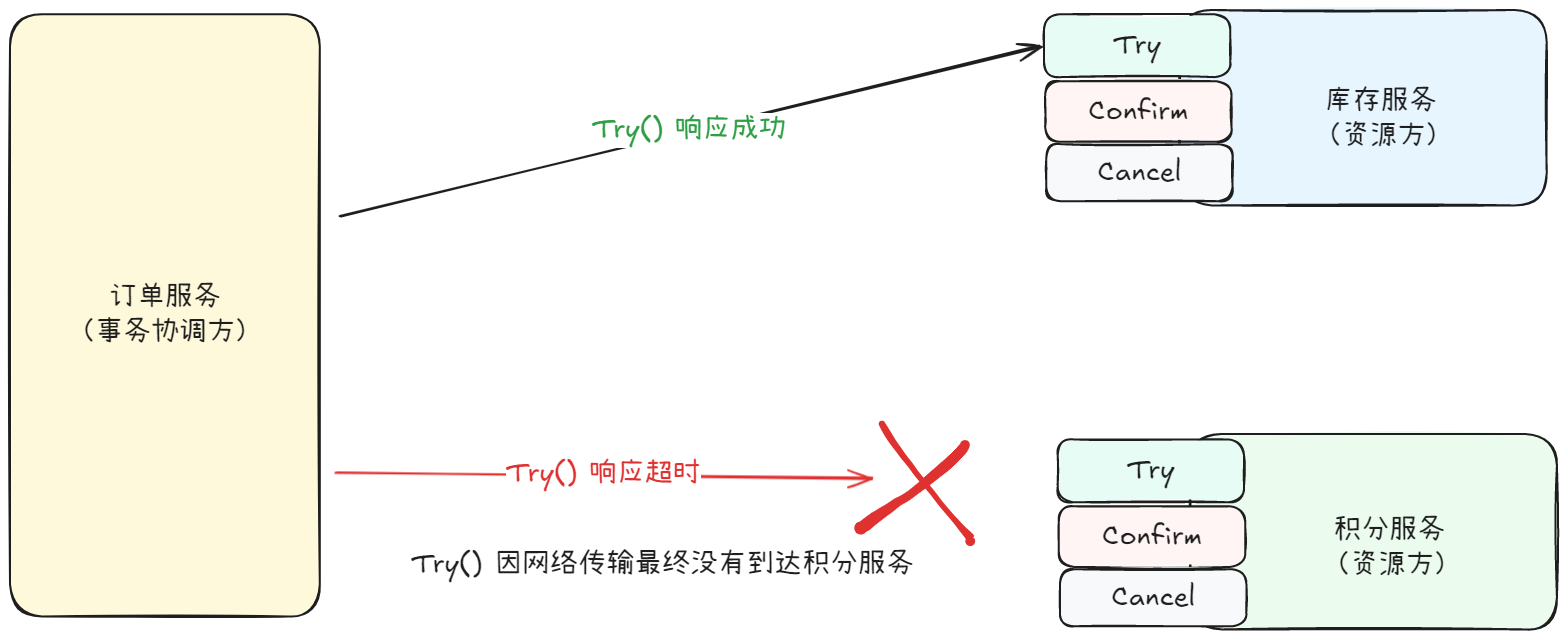 订单服务
（事务协调方）
Try() 响应成功
Try
Confirm
Cancel
库存服务
（资源方）
Try() 响应超时
Try() 因网络传输最终没有到达积分服务
Try
Confirm
Cancel
积分服务
（资源方）